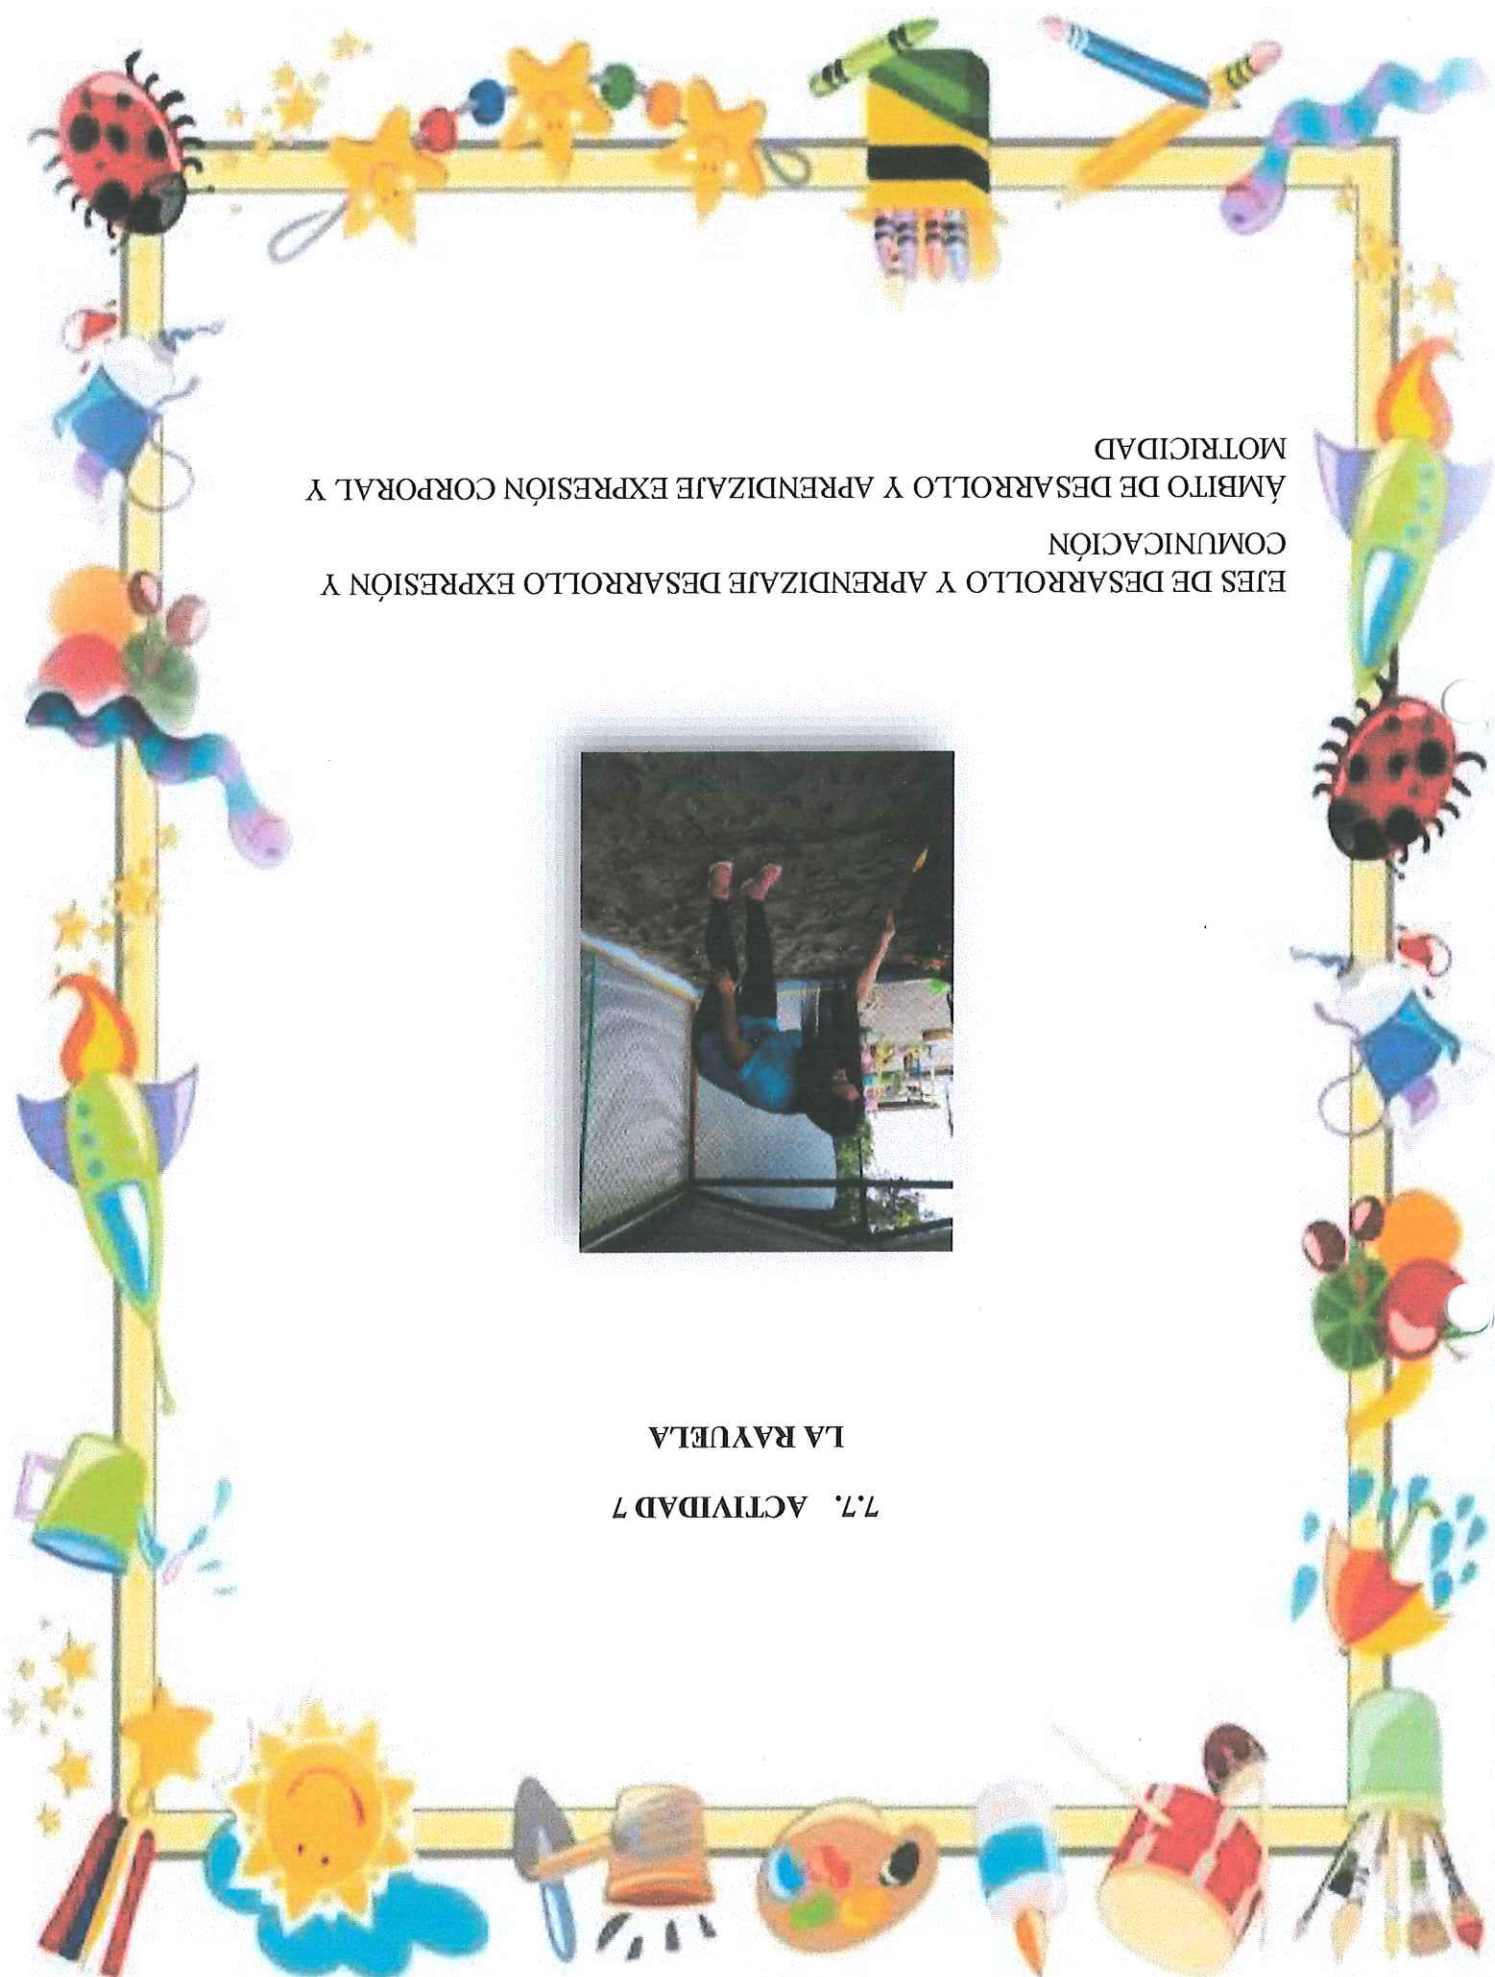 7.7. ACTIVIDAD 7
LA RAYUELA
EJES DE DESARROLLO Y APRENDIZAJE DESARROLLO EXPRESIÓN Y
COMUNICACIÓN
ÁMBITO DE DESARROLLO Y APRENDIZAJE EXPRESIÓN CORPORAL Y
MOTRICIDAD